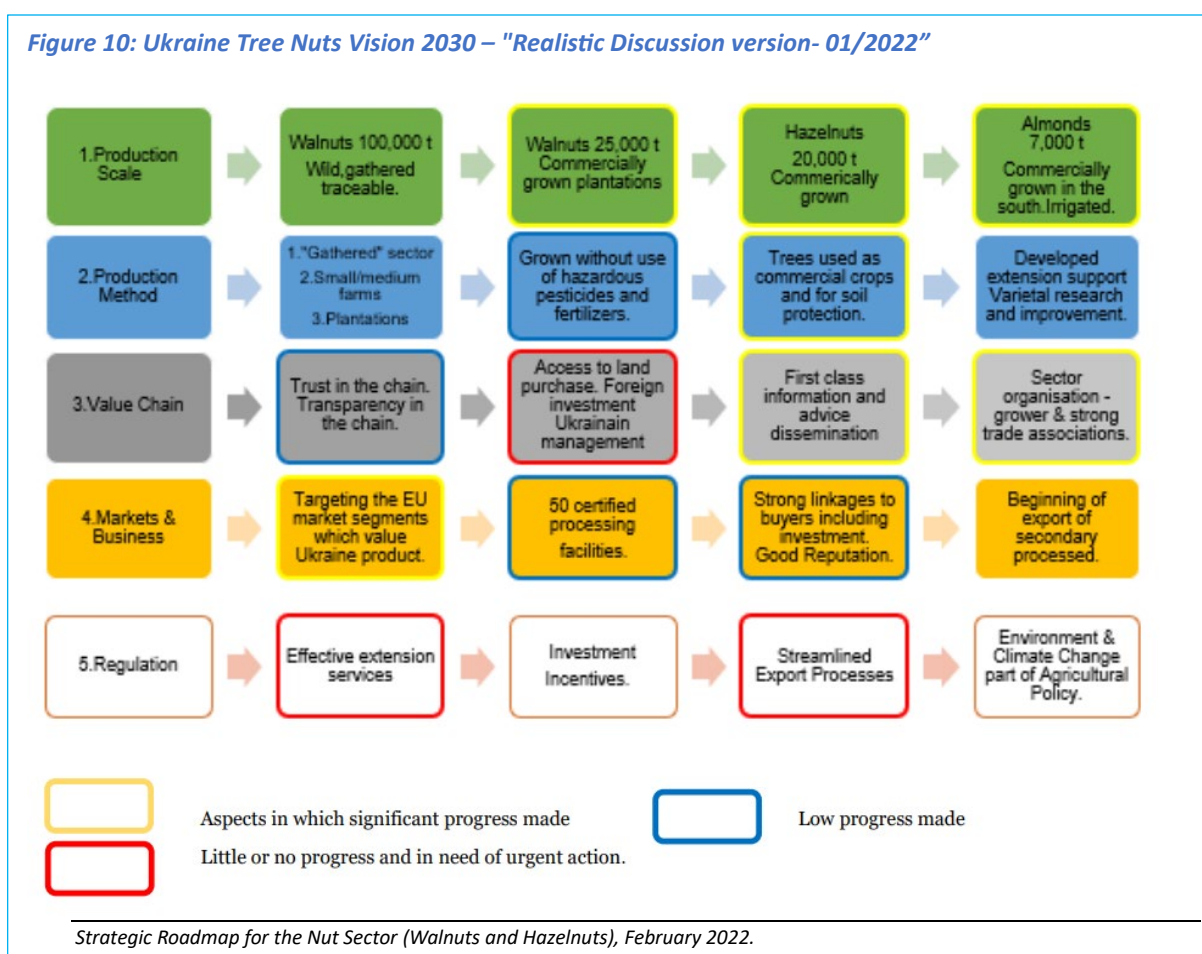 Figure 10: Ukraine Tree Nuts Vision 2030 – "Realistic Discussion version- 01/2022”
1.Production
Scale
Walnuts 100,000 t
Wild,gathered
traceable.
Walnuts 25,000 t
Commercially
grown plantations
Hazelnuts
20,000 t
Commerically
grown
Almonds
7,000 t
Commercially
grown in the
south.Irrigated.
2.Production
Method
1."Gathered" sector
2.Small/medium
farms
3.Plantations
Grown without use
of hazardous
pesticides and
fertilizers.
Trees used as
commercial crops
and for soil
protection.
Developed
extension support
Varietal research
and improvement.
3.Value Chain
Trust in the chain.
Transparency in
the chain.
Access to land
purchase. Foreign
investment
Ukrainain
management
First class
information and
advice
dissemination
Sector
organisation -
grower & strong
trade associations.
4.Markets &
Business
Targeting the EU
market segments
which value
Ukraine product.
50 certified
processing
facilities.
Strong linkages to
buyers including
investment.
Good Reputation.
Beginning of
export of
secondary
processed.
5.Regulation
Effective extension
services
Investment
Incentives.
Streamlined
Export Processes
Environment &
Climate Change
part of Agricultural
Policy.
Aspects in which significant progress made
Low progress made
Little or no progress and in need of urgent action.
Strategic Roadmap for the Nut Sector (Walnuts and Hazelnuts), February 2022.